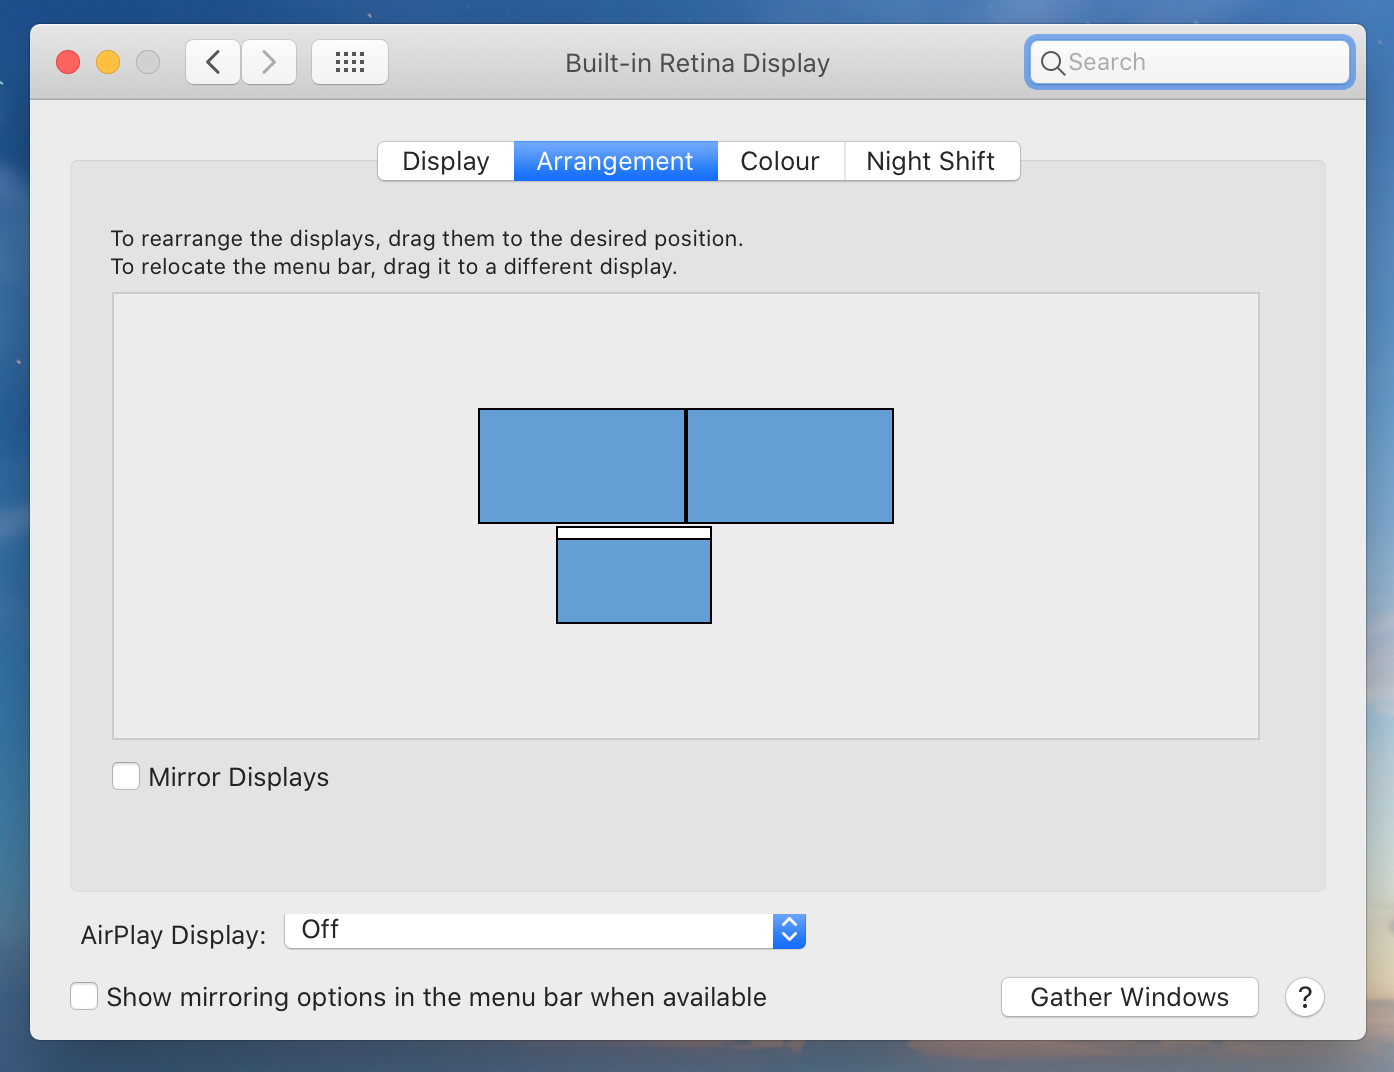 Built-in Retina Display
Search
Display
Arrangement
Colour
Night Shift
To rearrange the displays, drag them to the desired position.
To relocate the menu bar, drag it to a different display.
Mirror Displays
AirPlay Display:
Off
Show mirroring options in the menu bar when available
Gather Windows
?